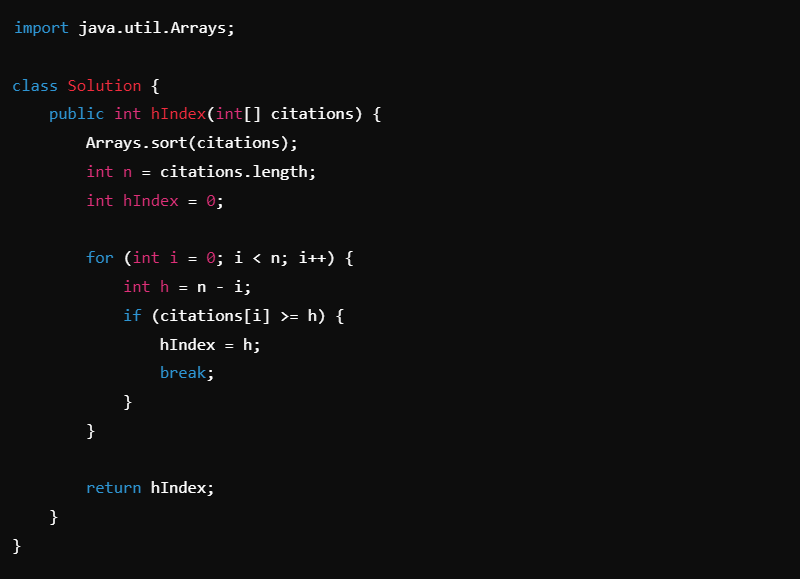 import java.util.Arrays;
class Solution {
    public int hIndex(int[] citations) {
        Arrays.sort(citations);
        int n = citations.length;
        int hIndex = 0;
        for (int i = 0; i < n; i++) {
            int h = n - i;
            if (citations[i] >= h) {
                hIndex = h;
                break;
            }
        }
        return hIndex;
    }
}